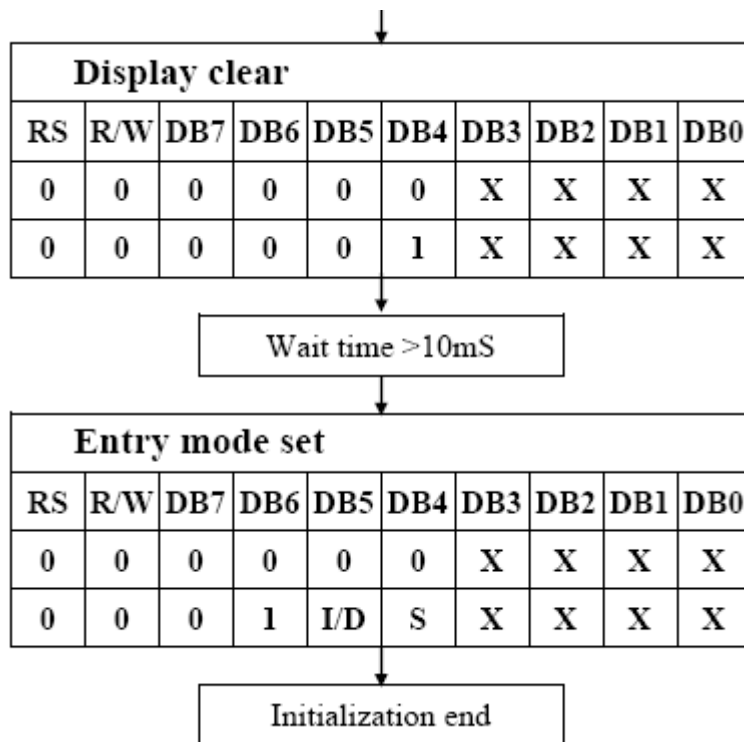 Display clear
RS R/W DB7 DB6 DB5 DB4 DB3 DB2 DB1 DB0
0 0 0 0 0 0 X X X X
0 0 0 0 0 1 X X X X
Wait time >10mS
Entry mode set
RS R/W DB7 DB6 DB5 DB4 DB3 DB2 DB1 DB0
0 0 0 0 0 0 X X X X
0 0 0 1 I/D S X X X X
Initialization end